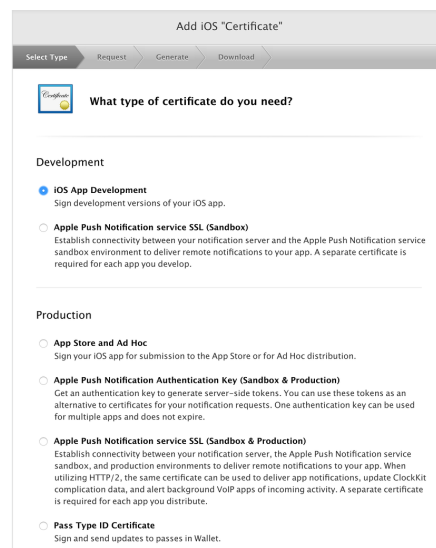 Add iOS "Certificate"
Select Type
Request
Generate
Download
Certificate
What type of certificate do you need?
Development
iOS App Development
Sign development versions of your iOS app.
Apple Push Notification service SSL (Sandbox)
Establish connectivity between your notification server and the Apple Push Notification service
sandbox environment to deliver remote notifications to your app. A separate certificate is
required for each app you develop.
Production
App Store and Ad Hoc
Sign your iOS app for submission to the App Store or for Ad Hoc distribution.
Apple Push Notification Authentication Key (Sandbox & Production)
Get an authentication key to generate server-side tokens. You can use these tokens as an
alternative to certificates for your notification requests. One authentication key can be used
for multiple apps and does not expire.
Apple Push Notification service SSL (Sandbox & Production)
Establish connectivity between your notification server, the Apple Push Notification service
sandbox, and production environments to deliver remote notifications to your app. When
utilizing HTTP/2, the same certificate can be used to deliver app notifications, update ClockKit
complication data, and alert background VoIP apps of incoming activity. A separate certificate
is required for each app you distribute.
Pass Type ID Certificate
Sign and send updates to passes in Wallet.